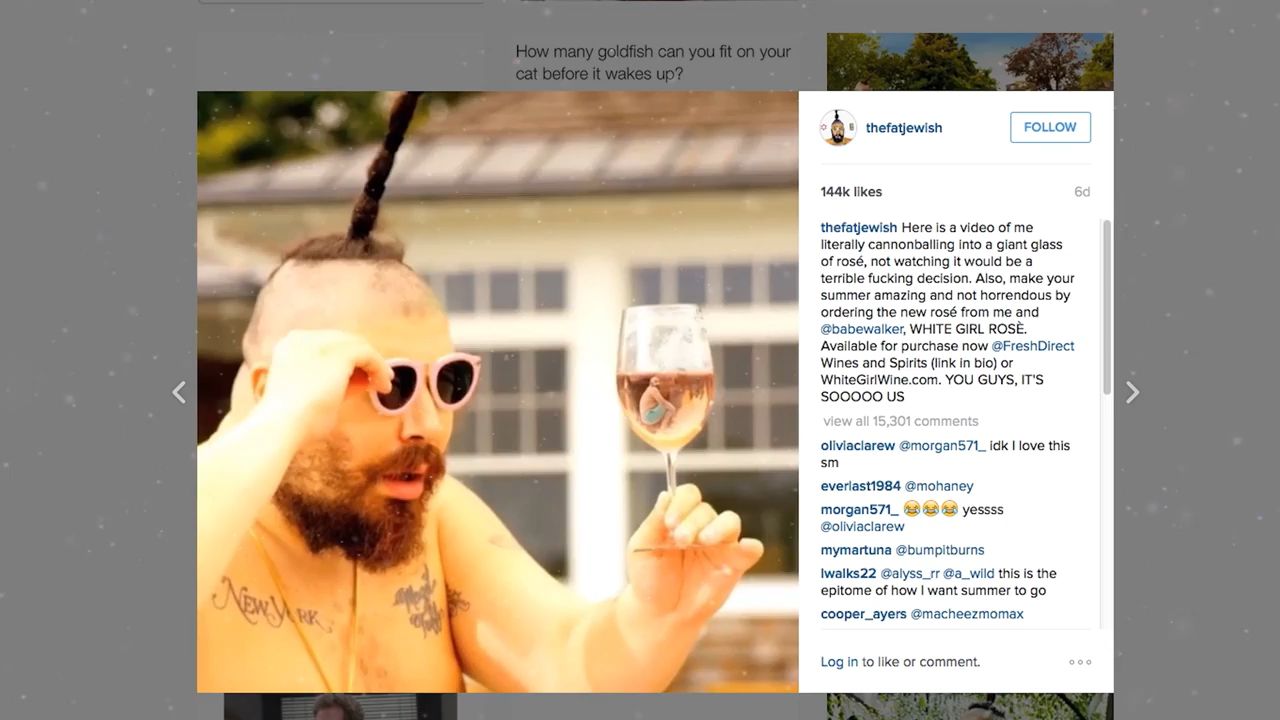 How many goldfish can you fit on your
cat before it wakes up?
thefatjewish
FOLLOW
144k likes
6d
thefatjewish Here is a video of me
literally cannonballing into a giant glass
of rosé, not watching it would be a
terrible fucking decision. Also, make your
summer amazing and not horrendous by
ordering the new rosé from me and
@babewalker, WHITE GIRL ROSÈ.
Available for purchase now @FreshDirect
Wines and Spirits (link in bio) or
WhiteGirlWine.com. YOU GUYS, IT'S
SOOOOO US
view all 15,301 comments
oliviaclarew @morgan571_ idk I love this
sm
everlast1984 @mohaney
morgan571_ 😂😂😂 yessss
@oliviaclarew
mymartuna @bumpitburns
lwalks22 @alyss_rr @a_wild this is the
epitome of how I want summer to go
cooper_ayers @macheezmomax
Log in to like or comment.
NEW YORK